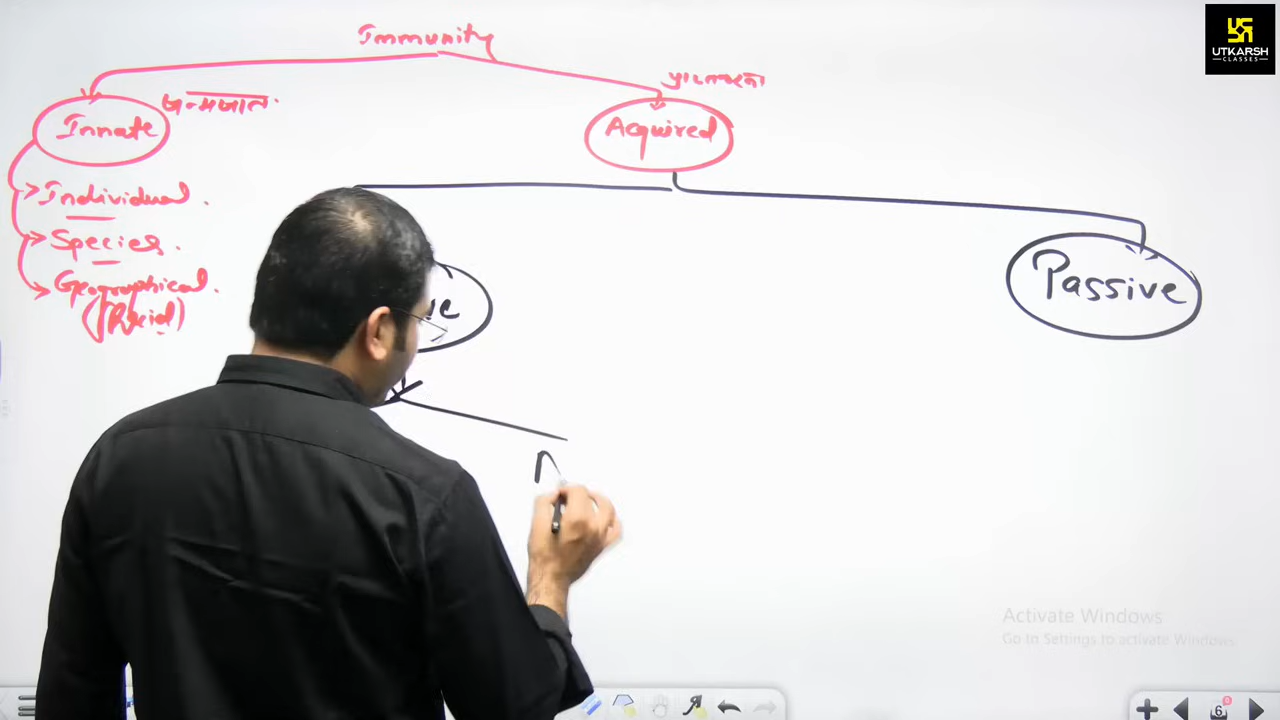 Immunity
UTKARSH
CLASSES
Innate
जन्मजात
Acquired
Individual.
Species.
Geographical.
(Racial)
Passive
Activate Windows
Go to Settings to activate Windows.
6